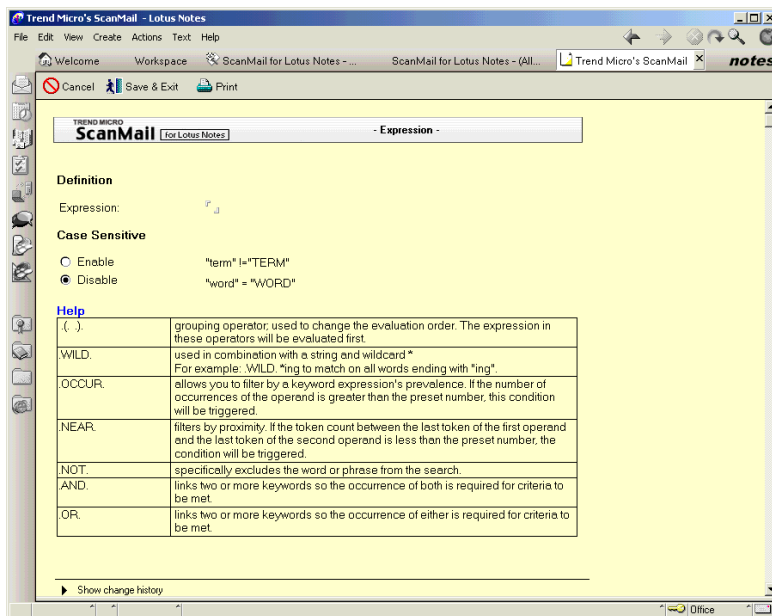 Trend Micro's ScanMail - Lotus Notes
File Edit View Create Actions Text Help
Welcome Workspace ScanMail for Lotus Notes - ... ScanMail for Lotus Notes - (All... Trend Micro's ScanMail notes
Cancel Save & Exit Print
TREND MICRO
ScanMail for Lotus Notes - Expression -
Definition
Expression:
Case Sensitive
Enable "term" !="TERM"
Disable "word" = "WORD"
Help
.(. .). grouping operator; used to change the evaluation order. The expression in
these operators will be evaluated first.
.WILD. used in combination with a string and wildcard *
For example: .WILD. *ing to match on all words ending with "ing".
.OCCUR. allows you to filter by a keyword expression's prevalence. If the number of
occurrences of the operand is greater than the preset number, this condition
will be triggered.
.NEAR. filters by proximity. If the token count between the last token of the first operand
and the last token of the second operand is less than the preset number, the
condition will be triggered.
.NOT. specifically excludes the word or phrase from the search.
.AND. links two or more keywords so the occurrence of both is required for criteria to
be met.
.OR. links two or more keywords so the occurrence of either is required for criteria to
be met.
Show change history
Office